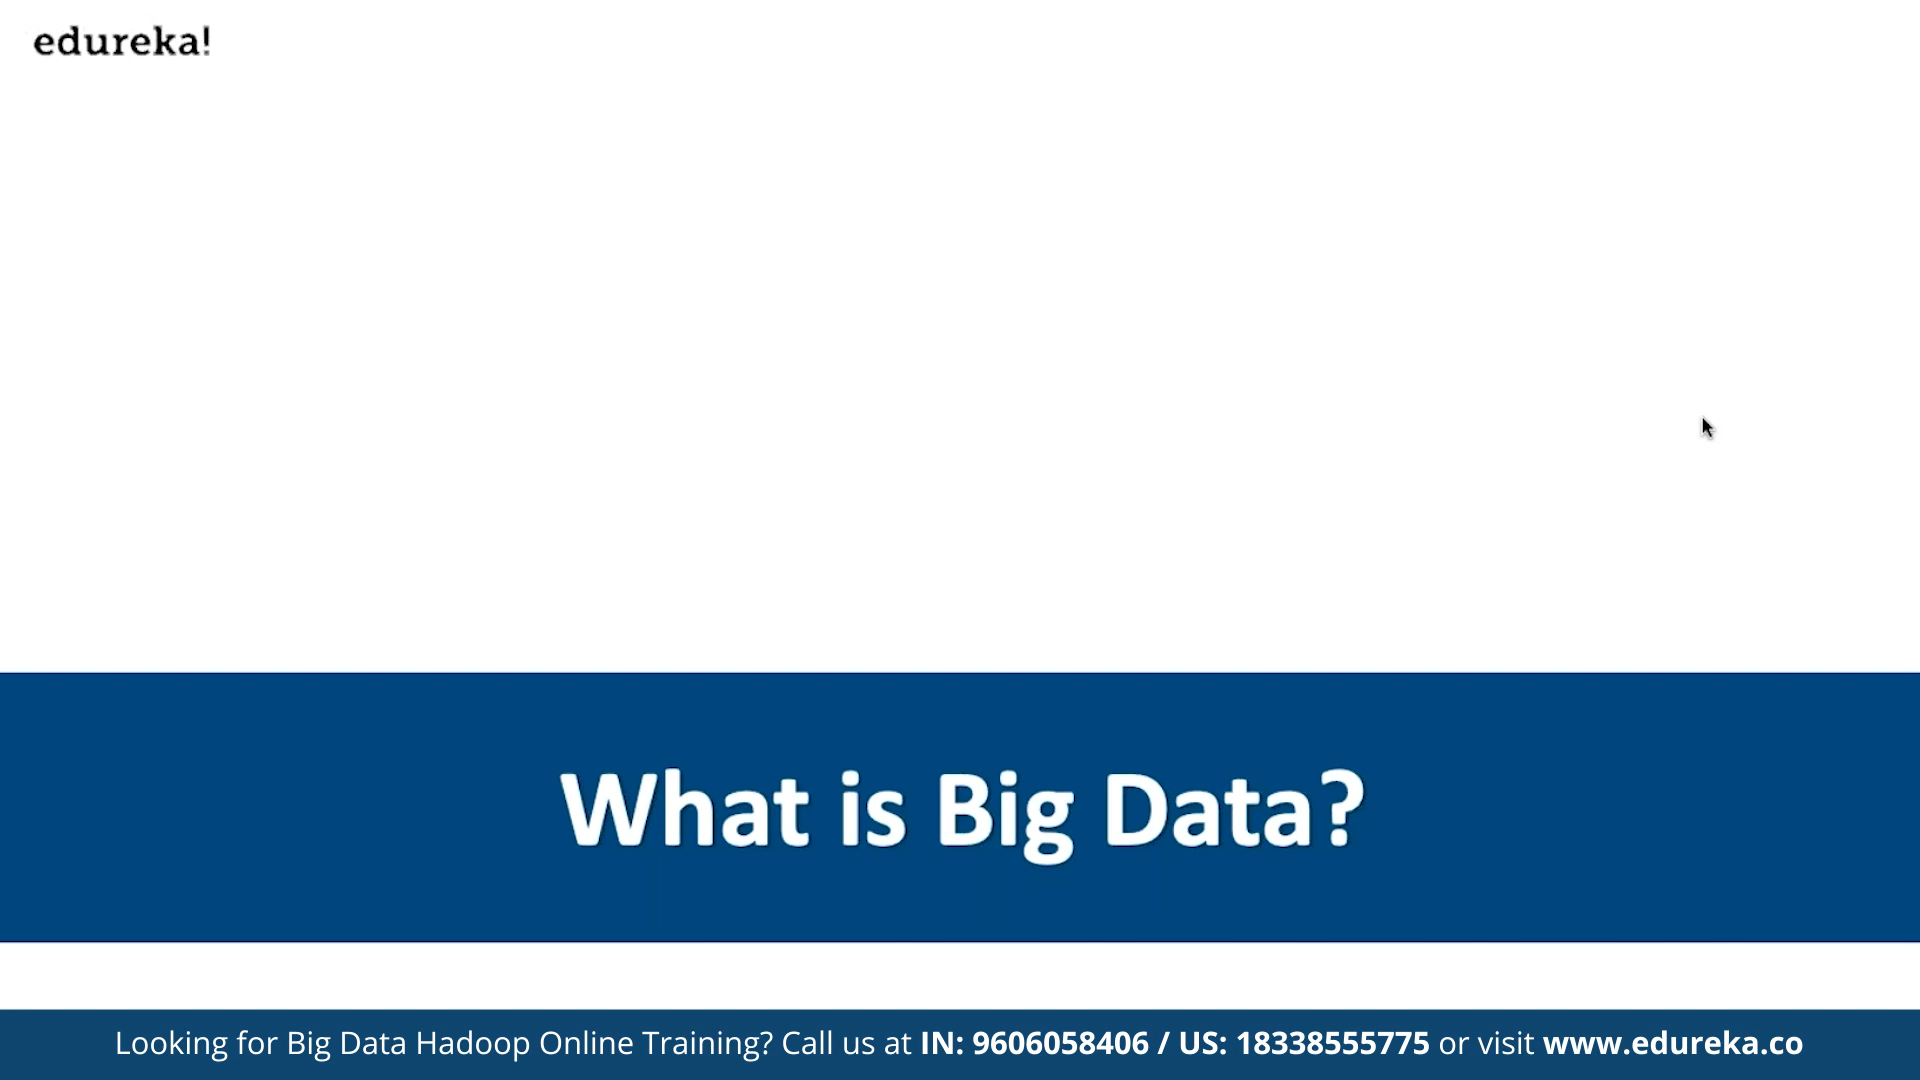 edureka!
What is Big Data?
Looking for Big Data Hadoop Online Training? Call us at IN: 9606058406 / US: 18338555775 or visit www.edureka.co